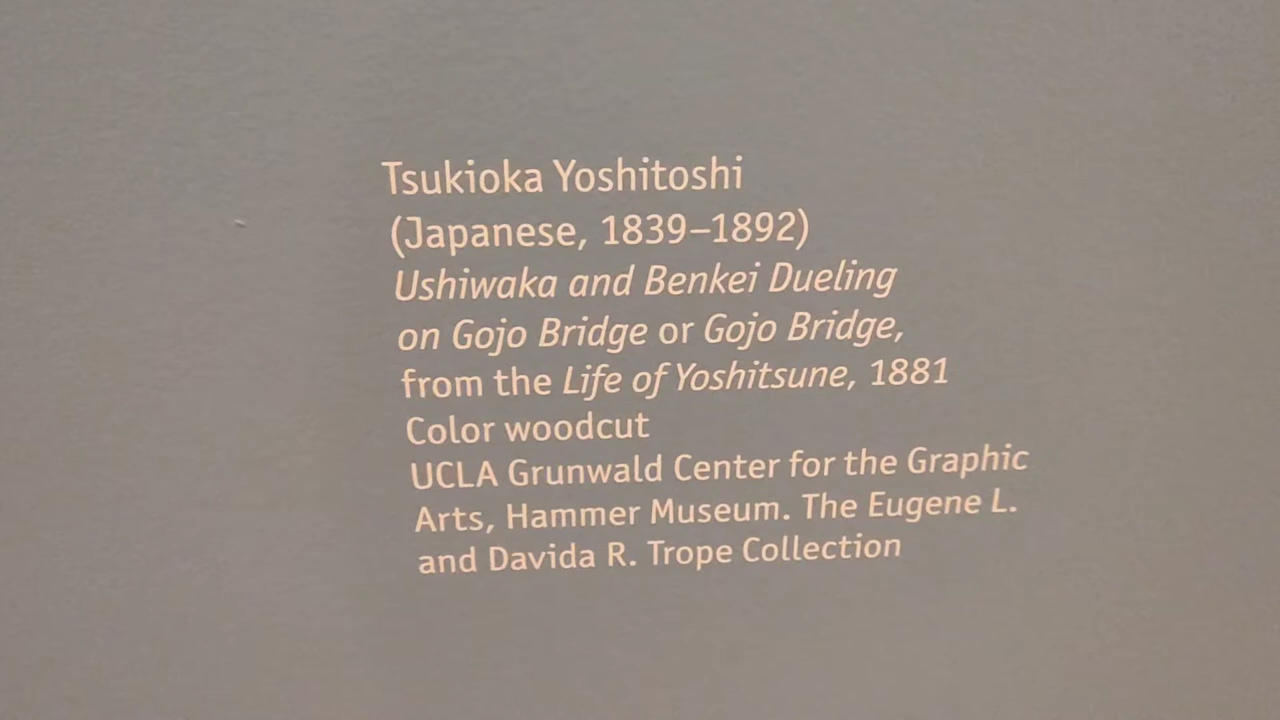 Tsukioka Yoshitoshi
(Japanese, 1839–1892)
Ushiwaka and Benkei Dueling
on Gojo Bridge or Gojo Bridge,
from the Life of Yoshitsune, 1881
Color woodcut
UCLA Grunwald Center for the Graphic
Arts, Hammer Museum. The Eugene L.
and Davida R. Trope Collection